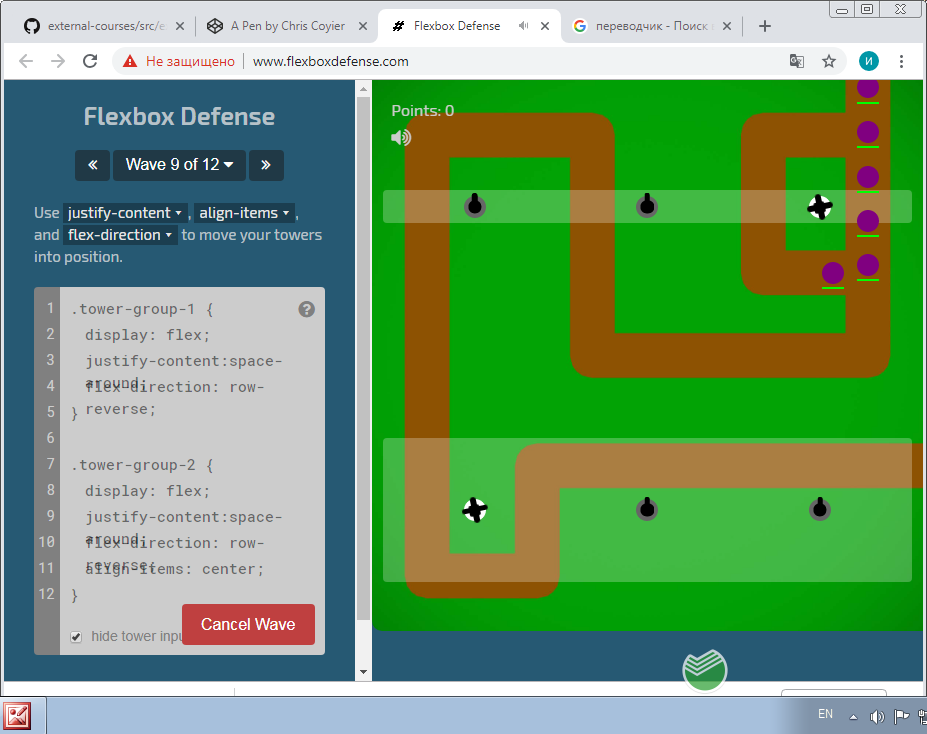 external-courses/src/e
A Pen by Chris Coyier
Flexbox Defense
переводчик - Поиск
Не защищено
www.flexboxdefense.com
и
Flexbox Defense
«
Wave 9 of 12
»
Use justify-content , align-items ,
and flex-direction to move your towers
into position.
1 .tower-group-1 {
2 display: flex;
3 justify-content:space-
around;
4 flex-direction: row-
reverse;
5 }
6
7 .tower-group-2 {
8 display: flex;
9 justify-content:space-
around;
10 flex-direction: row-
reverse;
11 align-items: center;
12 }
?
hide tower inpu
Cancel Wave
Points: 0
EN